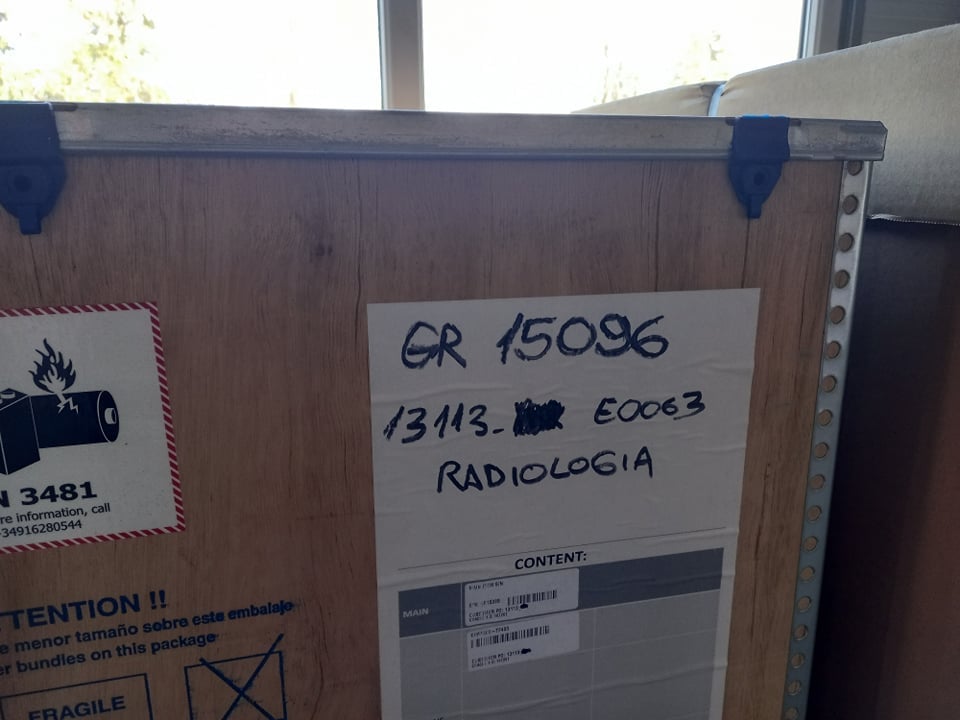 GR 15096
13113- E0063
RADIOLOGIA
CONTENT:
MAIN
N 3481
re information, call
-34916280544
TTENTION !!
e menor tamaño sobre este embalaje
er bundles on this package
FRAGILE